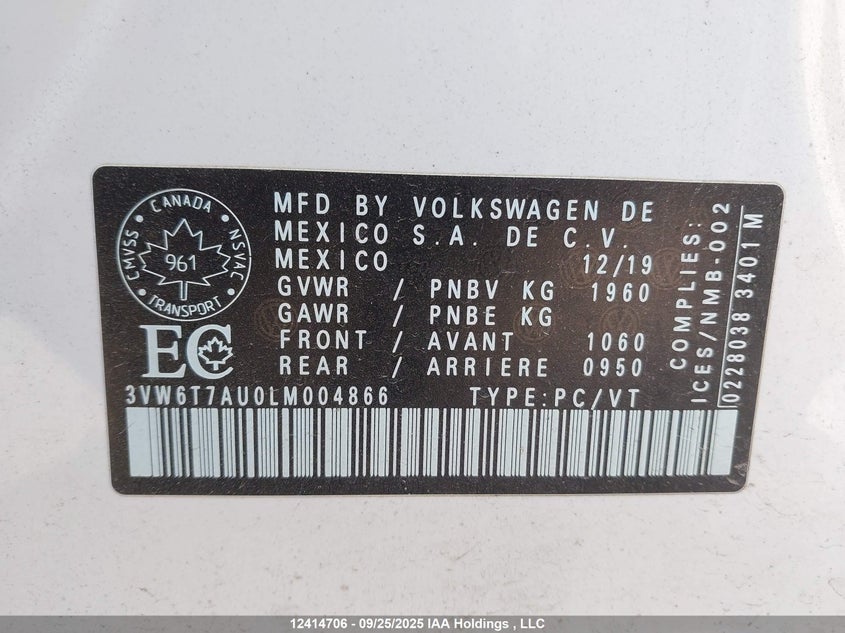 CANADA
CMVSS
NSVAC
961
TRANSPORT
EC
MFD BY VOLKSWAGEN DE
MEXICO S.A. DE C.V.
MEXICO 12/19
GVWR / PNBV KG 1960
GAWR / PNBE KG
FRONT / AVANT 1060
REAR / ARRIERE 0950
3VW6T7AU0LM004866 TYPE:PC/VT
COMPLIES:
ICES/NMB-002
0228038 3401 M
12414706 - 09/25/2025 IAA Holdings , LLC